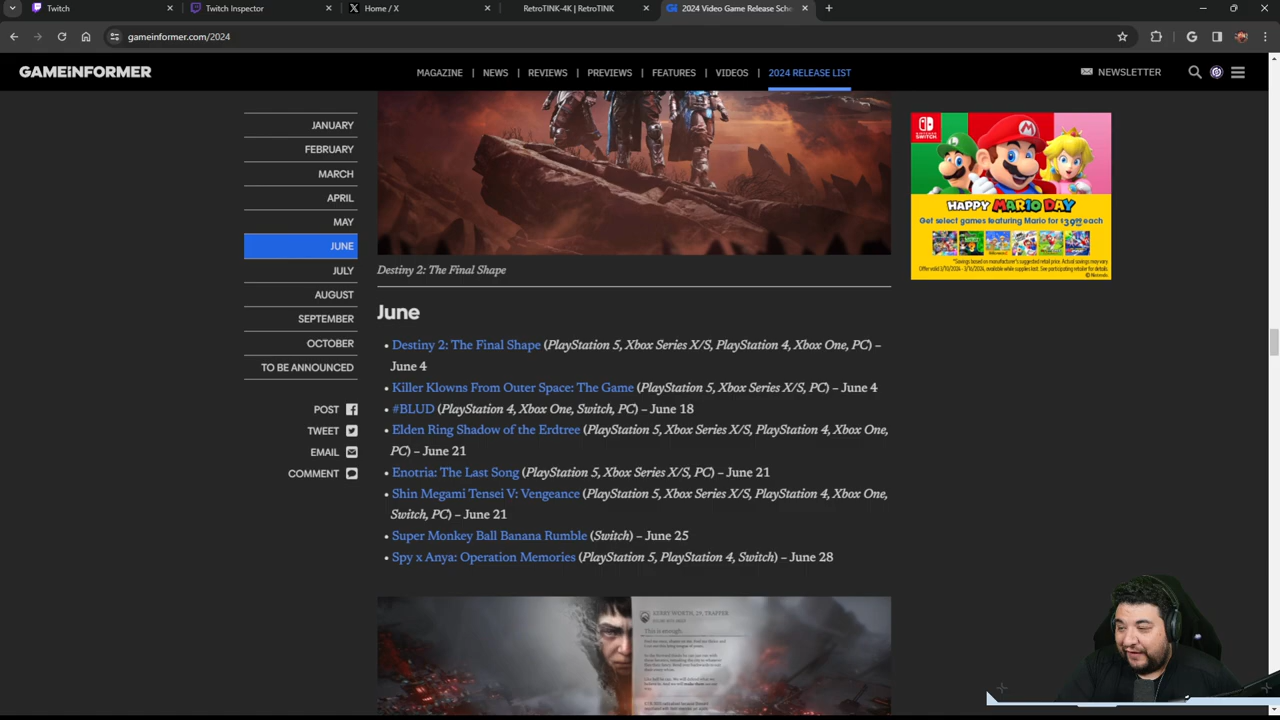 Twitch
Twitch Inspector
Home / X
RetroTINK-4K | RetroTINK
2024 Video Game Release Sche
gameinformer.com/2024
GAMEiNFORMER
MAGAZINE | NEWS | REVIEWS | PREVIEWS | FEATURES | VIDEOS | 2024 RELEASE LIST
NEWSLETTER
JANUARY
FEBRUARY
MARCH
APRIL
MAY
JUNE
JULY
AUGUST
SEPTEMBER
OCTOBER
TO BE ANNOUNCED
POST
TWEET
EMAIL
COMMENT
Destiny 2: The Final Shape
June
• Destiny 2: The Final Shape (PlayStation 5, Xbox Series X/S, PlayStation 4, Xbox One, PC) –
June 4
• Killer Klowns From Outer Space: The Game (PlayStation 5, Xbox Series X/S, PC) – June 4
• #BLUD (PlayStation 4, Xbox One, Switch, PC) – June 18
• Elden Ring Shadow of the Erdtree (PlayStation 5, Xbox Series X/S, PlayStation 4, Xbox One,
PC) – June 21
• Enotria: The Last Song (PlayStation 5, Xbox Series X/S, PC) – June 21
• Shin Megami Tensei V: Vengeance (PlayStation 5, Xbox Series X/S, PlayStation 4, Xbox One,
Switch, PC) – June 21
• Super Monkey Ball Banana Rumble (Switch) – June 25
• Spy x Anya: Operation Memories (PlayStation 5, PlayStation 4, Switch) – June 28
This is enough.
HAPPY MARIO DAY
Get select games featuring Mario for $39.99 each